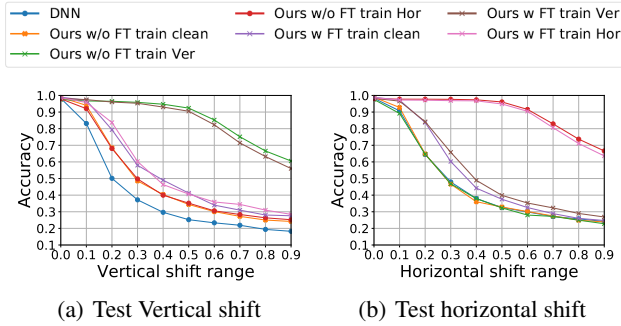 DNN
Ours w/o FT train clean
Ours w/o FT train Ver
Ours w/o FT train Hor
Ours w FT train clean
Ours w FT train Ver
Ours w FT train Hor
Accuracy
1.0
0.9
0.8
0.7
0.6
0.5
0.4
0.3
0.2
0.1
0.0 0.1 0.2 0.3 0.4 0.5 0.6 0.7 0.8 0.9
Vertical shift range
(a) Test Vertical shift
Accuracy
1.0
0.9
0.8
0.7
0.6
0.5
0.4
0.3
0.2
0.1
0.0 0.1 0.2 0.3 0.4 0.5 0.6 0.7 0.8 0.9
Horizontal shift range
(b) Test horizontal shift